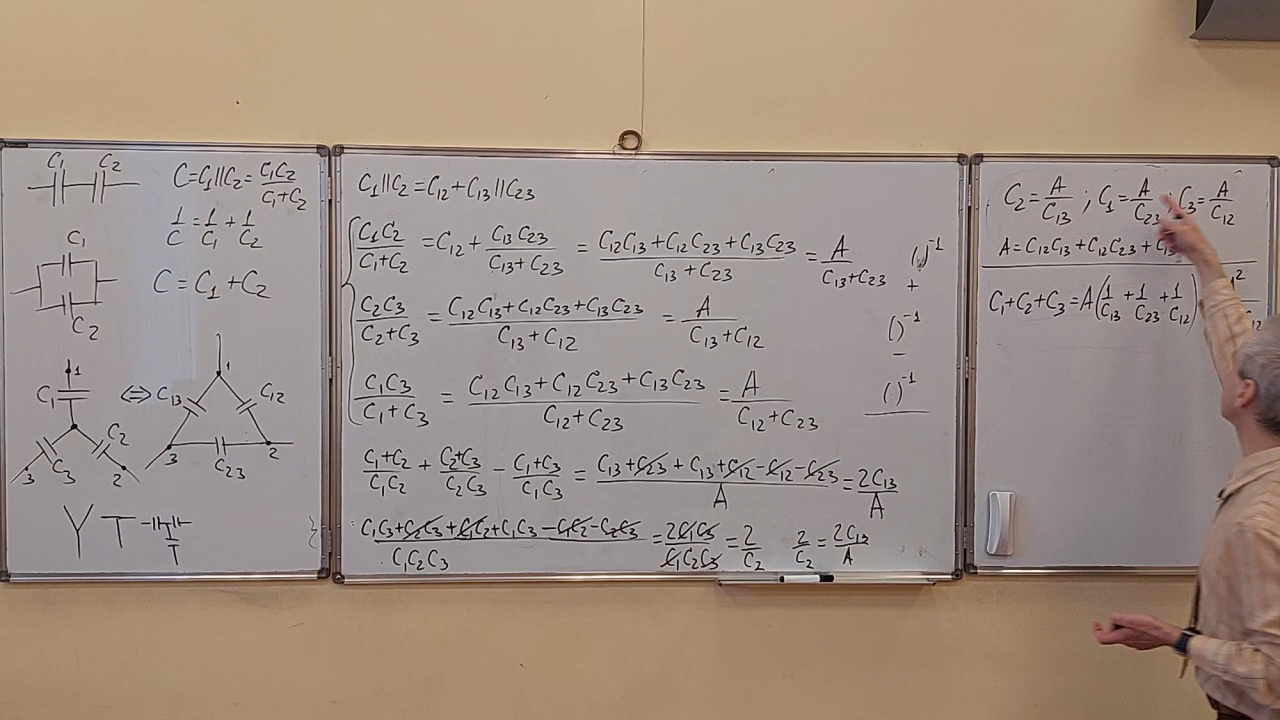 C₁ C₂ C=C₁||C₂=C₁C₂/(C₁+C₂)
1/C=1/C₁+1/C₂
C₁
C=C₁+C₂
C₂
1 1
C₁ ⇔ C₁₃ C₁₂
C₂
C₃
3 2 3 C₂₃ 2
Y T T
C₁||C₂=C₁₂+C₁₃||C₂₃
C₁C₂/(C₁+C₂)=C₁₂+C₁₃C₂₃/(C₁₃+C₂₃)=(C₁₂C₁₃+C₁₂C₂₃+C₁₃C₂₃)/(C₁₃+C₂₃)=A/(C₁₃+C₂₃) ( )⁻¹
+
C₂C₃/(C₂+C₃)=(C₁₂C₁₃+C₁₂C₂₃+C₁₃C₂₃)/(C₁₃+C₁₂)=A/(C₁₃+C₁₂) ( )⁻¹
−
C₁C₃/(C₁+C₃)=(C₁₂C₁₃+C₁₂C₂₃+C₁₃C₂₃)/(C₁₂+C₂₃)=A/(C₁₂+C₂₃) ( )⁻¹
(C₁+C₂)/(C₁C₂)+(C₂+C₃)/(C₂C₃)−(C₁+C₃)/(C₁C₃)=(C₁₃+C₂₃+C₁₃+C₁₂−C₁₂−C₂₃)/A=2C₁₃/A
(C₁C₃+C₂C₃+C₁C₂+C₁C₃−C₁C₂−C₂C₃)/(C₁C₂C₃)=2C₁C₃/(C₁C₂C₃)=2/C₂ 2/C₂=2C₁₃/A
C₂=A/C₁₃; C₁=A/C₂₃; C₃=A/C₁₂
A=C₁₂C₁₃+C₁₂C₂₃+
C₁+C₂+C₃=A(1/C₁₃+1/C₂₃+1/C₁₂)